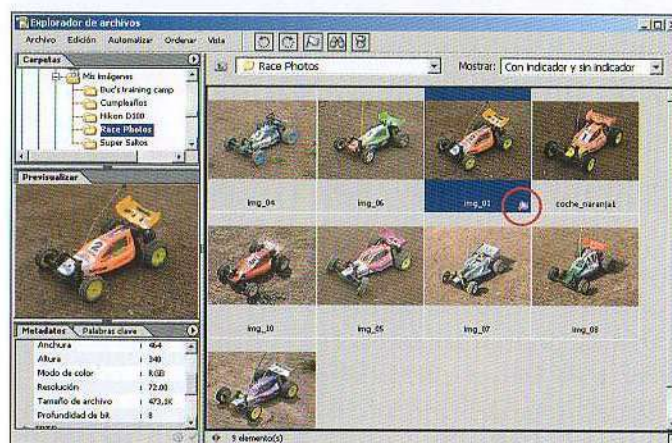 Explorador de archivos
Archivo Edición Automatizar Ordenar Vista
Carpetas
Mis imágenes
Buc's training camp
Cumpleaños
Nikon D100
Race Photos
Super Saltos
Race Photos
Mostrar: Con indicador y sin indicador
Previsualizar
img_04 img_06 img_01 coche_naranja1
img_10 img_05 img_07 img_08
Metadatos Palabras clave
Anchura : 464
Altura : 340
Modo de color : RGB
Resolución : 72.00
Tamaño de archivo : 473,1K
Profundidad de bit : 8
9 elemento(s)